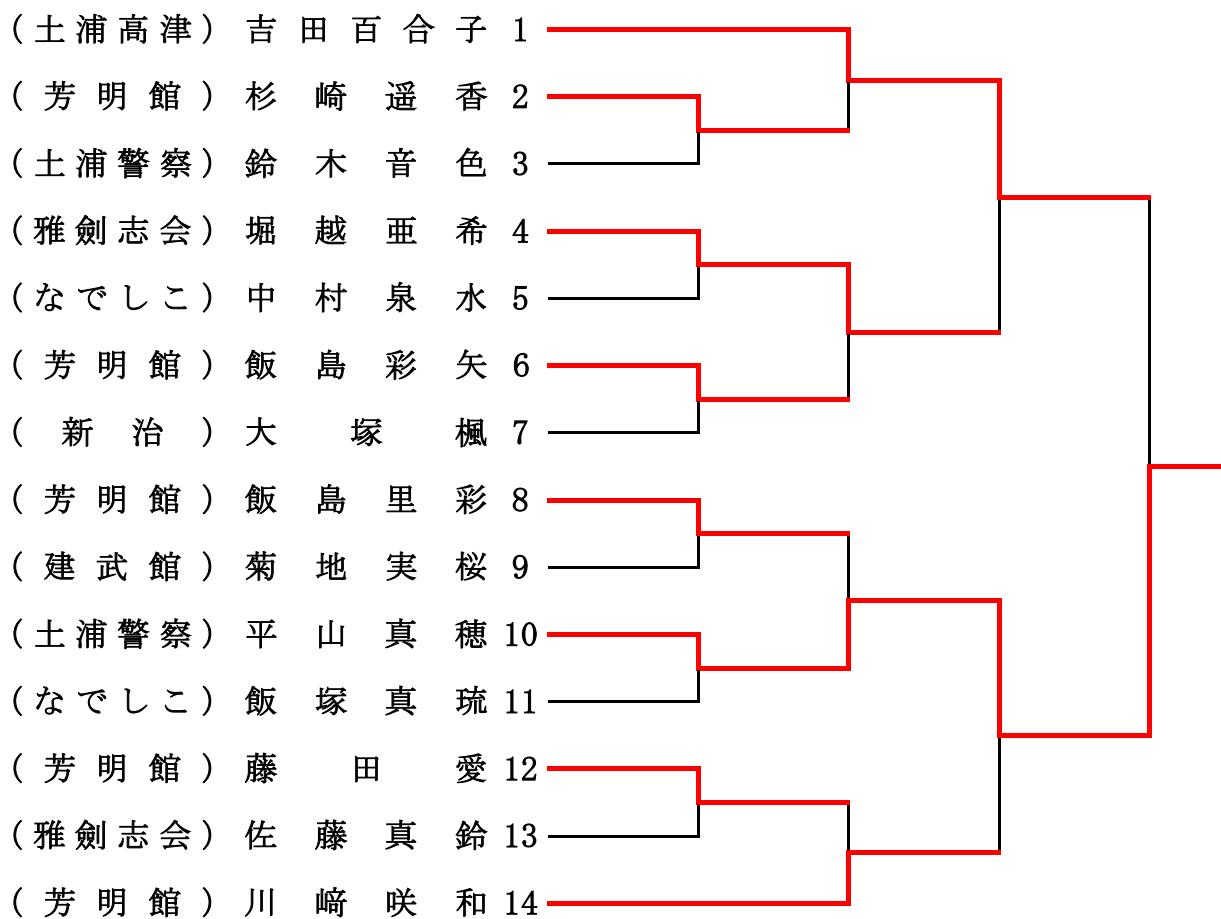 (土浦高津) 吉田百合子 1
(芳明館) 杉崎遥香 2
(土浦警察) 鈴木音色 3
(雅劍志会) 堀越亜希 4
(なでしこ) 中村泉水 5
(芳明館) 飯島彩矢 6
(新治) 大塚楓 7
(芳明館) 飯島里彩 8
(建武館) 菊地実桜 9
(土浦警察) 平山真穂 10
(なでしこ) 飯塚真琉 11
(芳明館) 藤田愛 12
(雅劍志会) 佐藤真鈴 13
(芳明館) 川﨑咲和 14